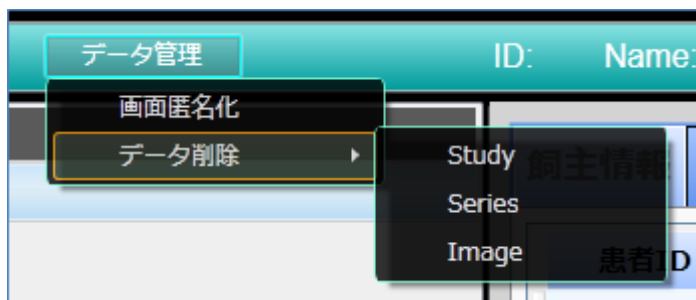 データ管理 ID: Name:
画面匿名化
データ削除
Study
飼主情報
Series
Image
患者ID